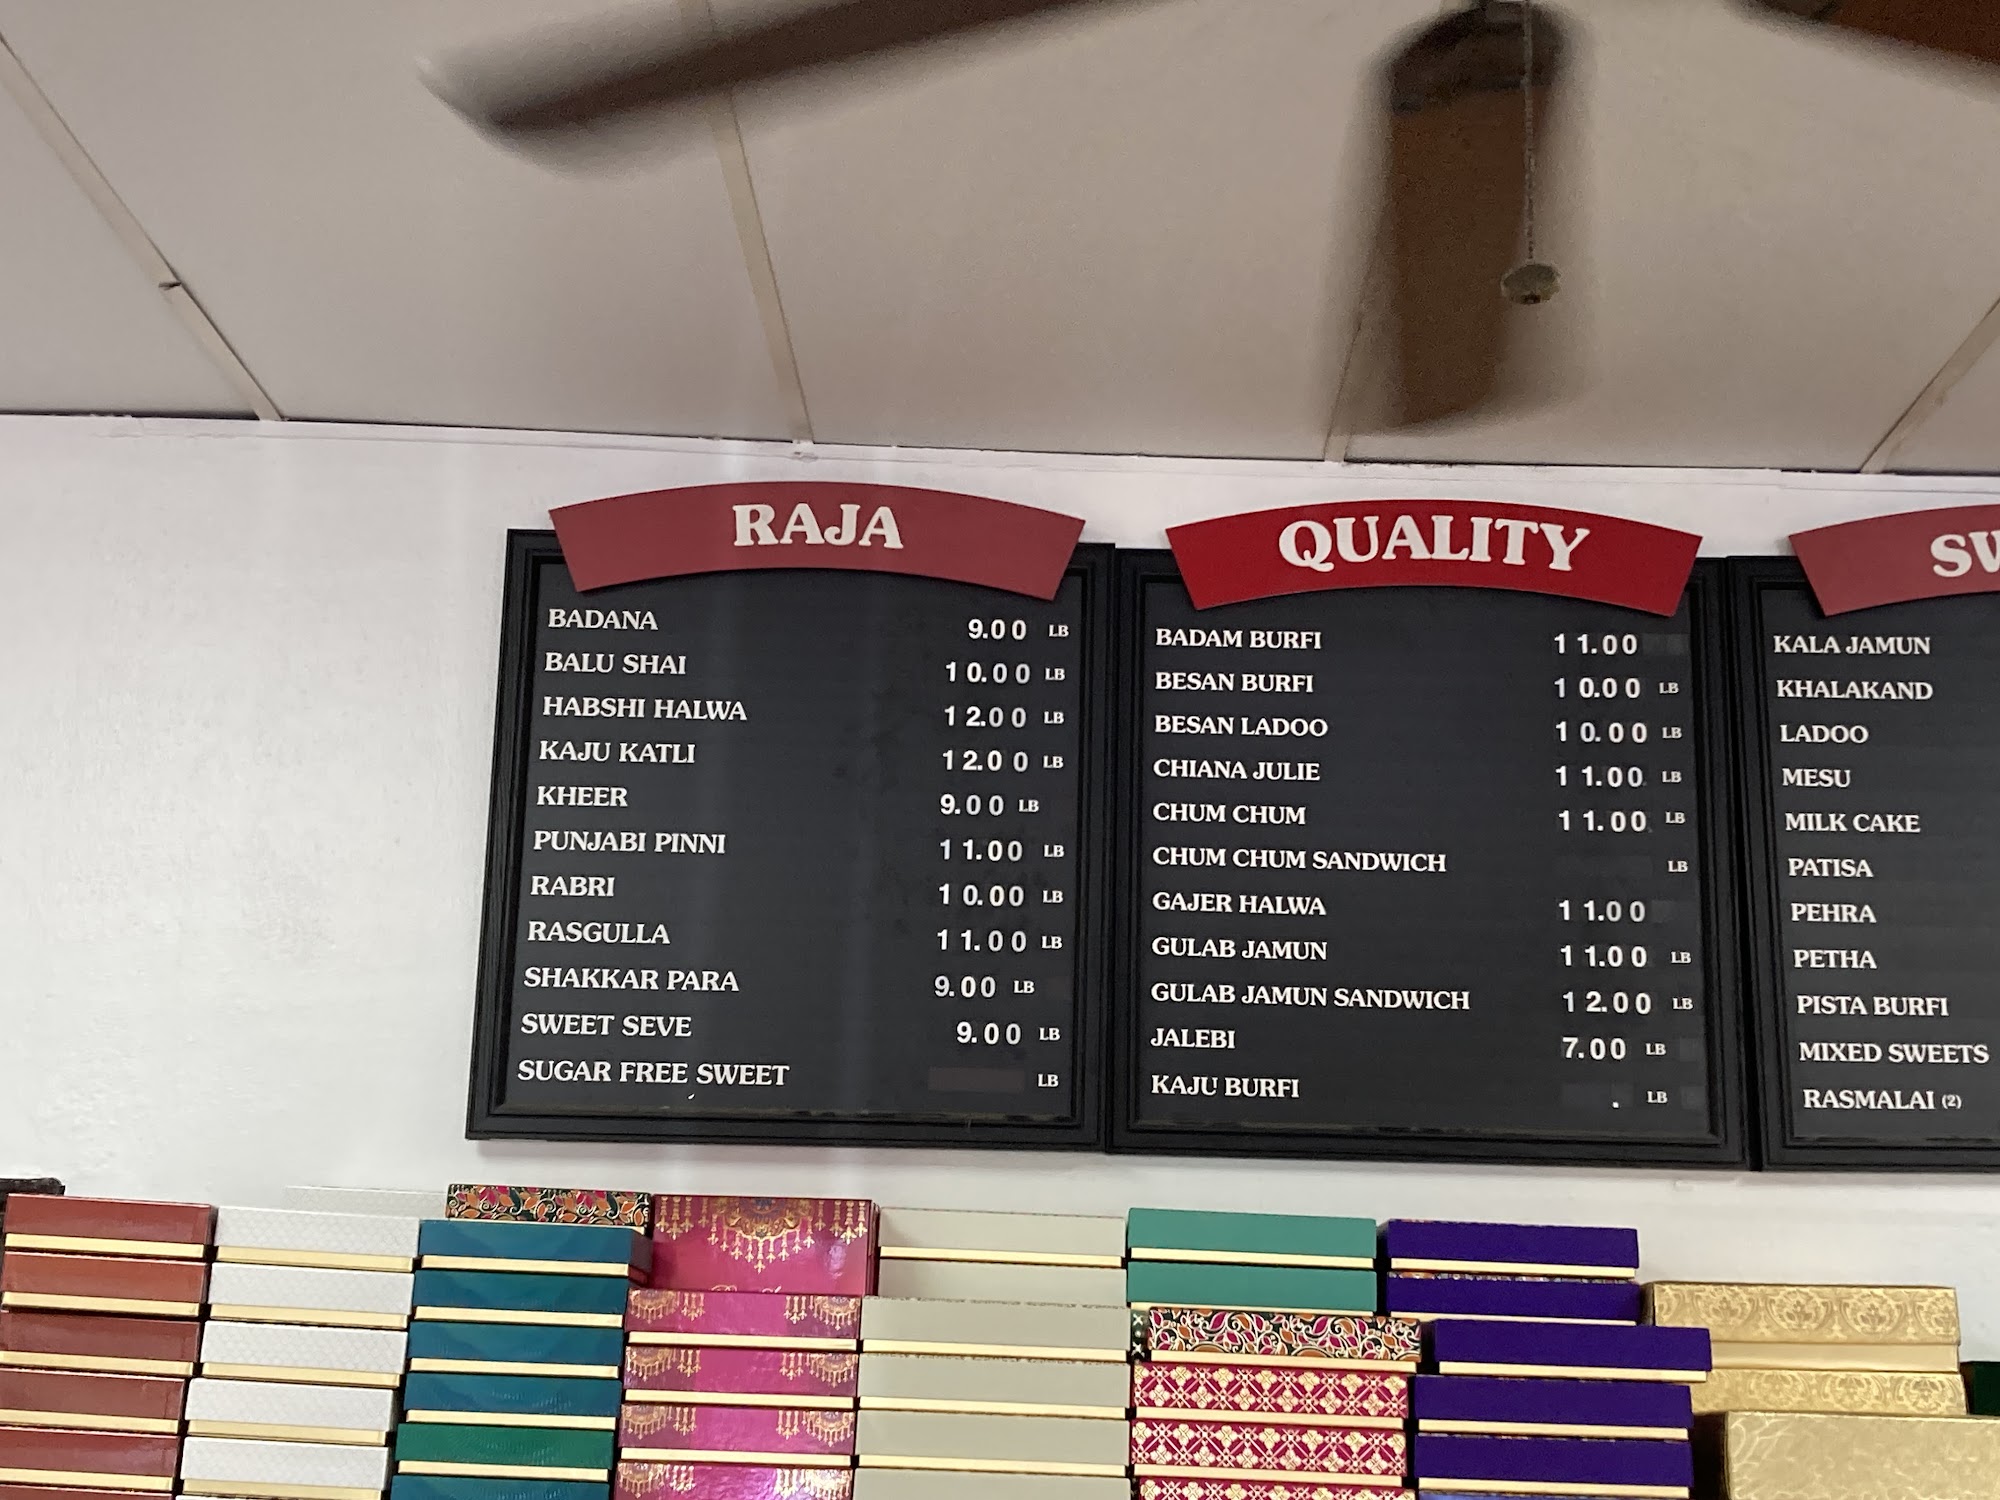 RAJA
BADANA 9.00 LB
BALU SHAI 10.00 LB
HABSHI HALWA 12.00 LB
KAJU KATLI 12.00 LB
KHEER 9.00 LB
PUNJABI PINNI 11.00 LB
RABRI 10.00 LB
RASGULLA 11.00 LB
SHAKKAR PARA 9.00 LB
SWEET SEVE 9.00 LB
SUGAR FREE SWEET LB
QUALITY
BADAM BURFI 11.00
BESAN BURFI 10.00 LB
BESAN LADOO 10.00 LB
CHIANA JULIE 11.00 LB
CHUM CHUM 11.00 LB
CHUM CHUM SANDWICH LB
GAJER HALWA 11.00
GULAB JAMUN 11.00 LB
GULAB JAMUN SANDWICH 12.00 LB
JALEBI 7.00 LB
KAJU BURFI . LB
SW
KALA JAMUN
KHALAKAND
LADOO
MESU
MILK CAKE
PATISA
PEHRA
PETHA
PISTA BURFI
MIXED SWEETS
RASMALAI (2)